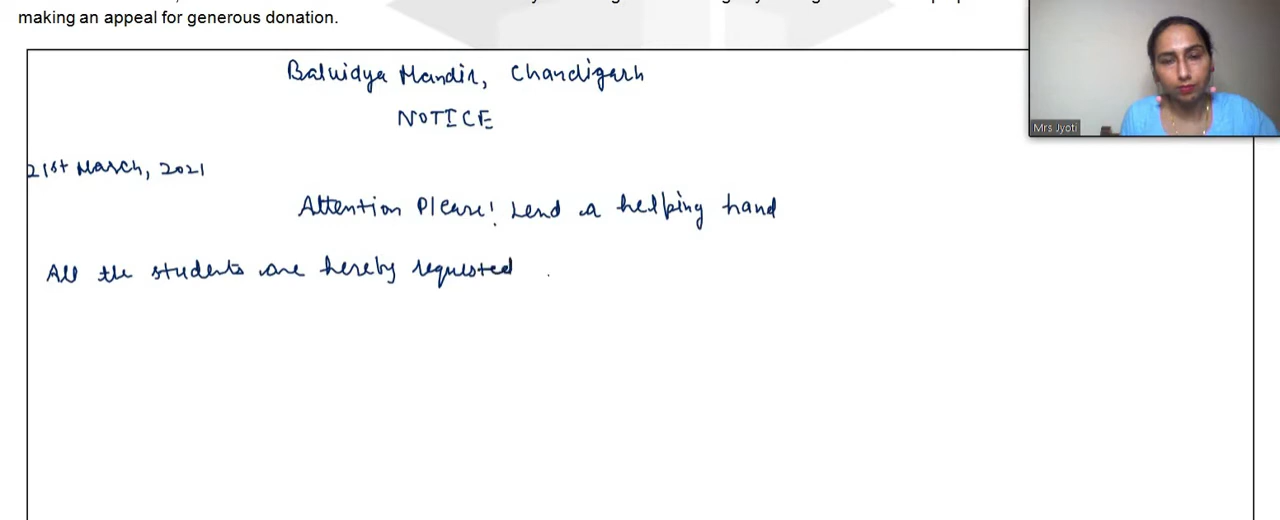 making an appeal for generous donation.
Balvidya Mandir, Chandigarh
NOTICE
21st March, 2021
Attention Please! Lend a helping hand
All the students are hereby requested
Mrs Jyoti